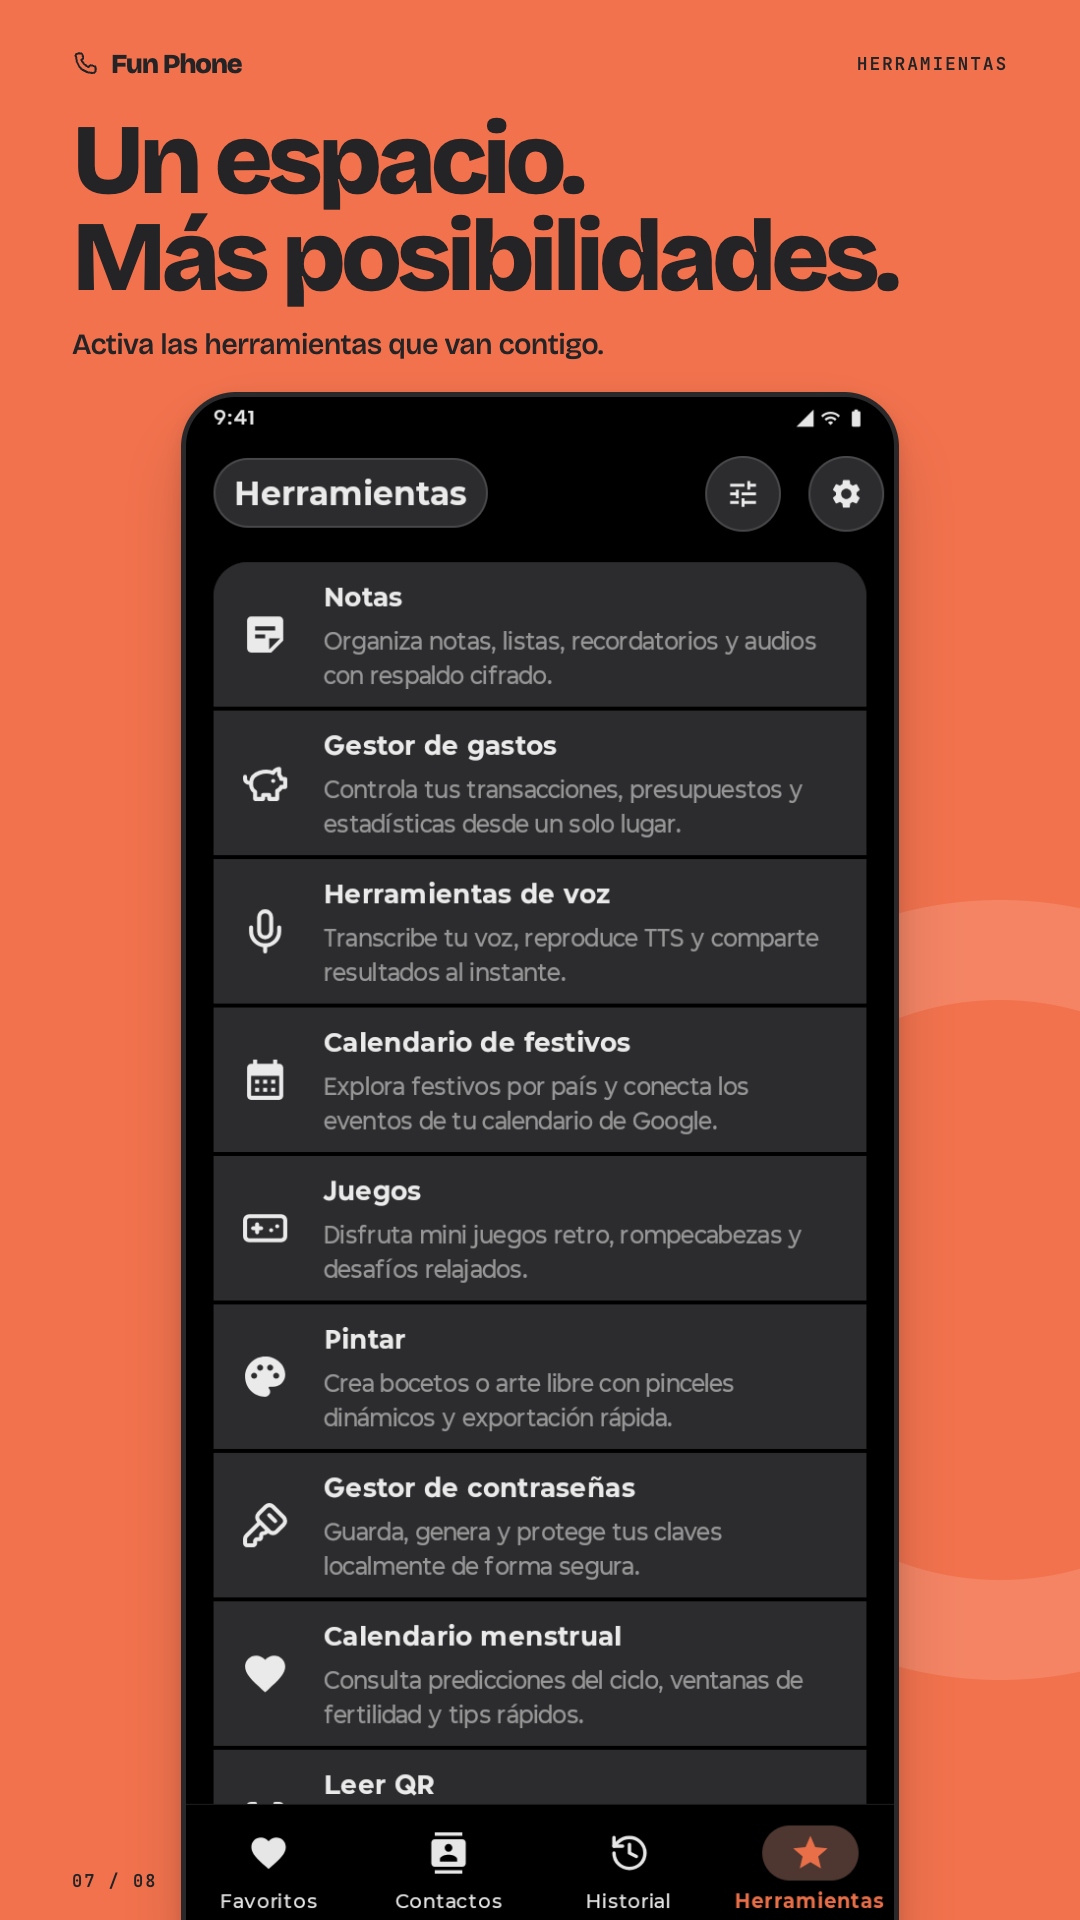 Fun Phone
HERRAMIENTAS
Un espacio.
Más posibilidades.
Activa las herramientas que van contigo.
9:41
Herramientas
Notas
Organiza notas, listas, recordatorios y audios
con respaldo cifrado.
Gestor de gastos
Controla tus transacciones, presupuestos y
estadísticas desde un solo lugar.
Herramientas de voz
Transcribe tu voz, reproduce TTS y comparte
resultados al instante.
Calendario de festivos
Explora festivos por país y conecta los
eventos de tu calendario de Google.
Juegos
Disfruta mini juegos retro, rompecabezas y
desafíos relajados.
Pintar
Crea bocetos o arte libre con pinceles
dinámicos y exportación rápida.
Gestor de contraseñas
Guarda, genera y protege tus claves
localmente de forma segura.
Calendario menstrual
Consulta predicciones del ciclo, ventanas de
fertilidad y tips rápidos.
Leer QR
07 / 08
Favoritos
Contactos
Historial
Herramientas